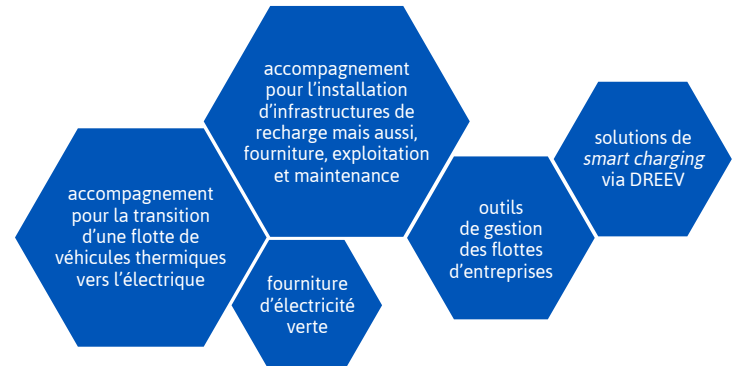 accompagnement
pour la transition
d’une flotte de
véhicules thermiques
vers l’électrique
accompagnement
pour l’installation
d’infrastructures de
recharge mais aussi,
fourniture, exploitation
et maintenance
fourniture
d’électricité
verte
outils
de gestion
des flottes
d’entreprises
solutions de
smart charging
via DREEV